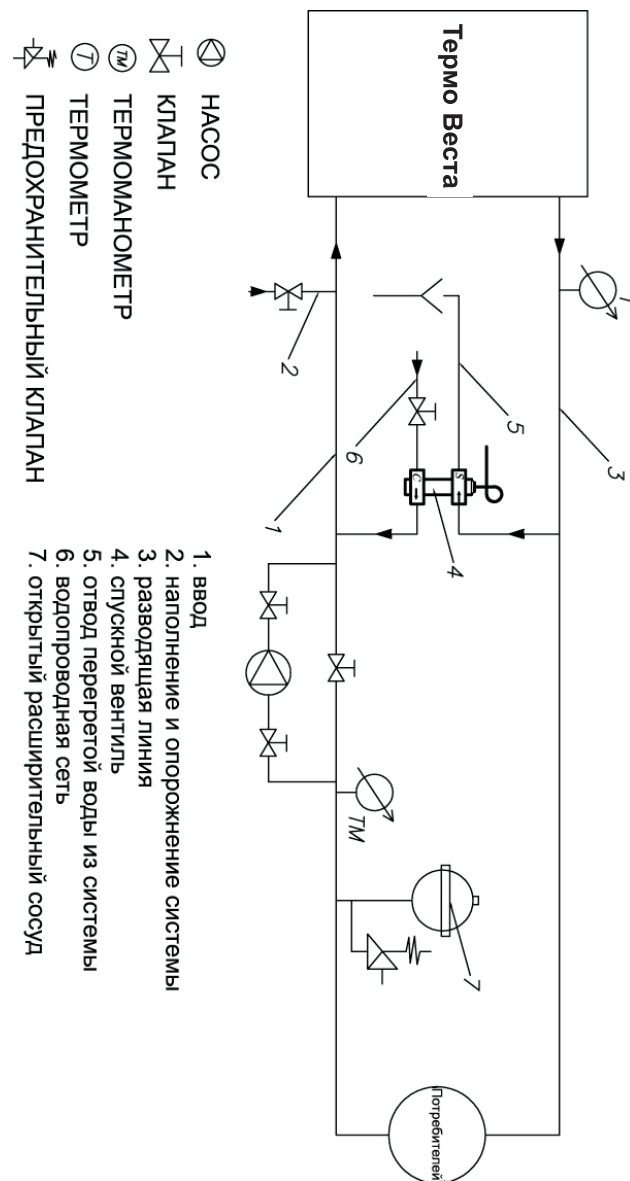 Термо Веста
3
5
4
2
6
1
С
S
ТМ
7
Потребителей
НАСОС
КЛАПАН
ТМ ТЕРМОМАНОМЕТР
Т ТЕРМОМЕТР
ПРЕДОХРАНИТЕЛЬНЫЙ КЛАПАН
1. ввод
2. наполнение и опорожнение системы
3. разводящая линия
4. спускной вентиль
5. отвод перегретой воды из системы
6. водопроводная сеть
7. открытый расширительный сосуд